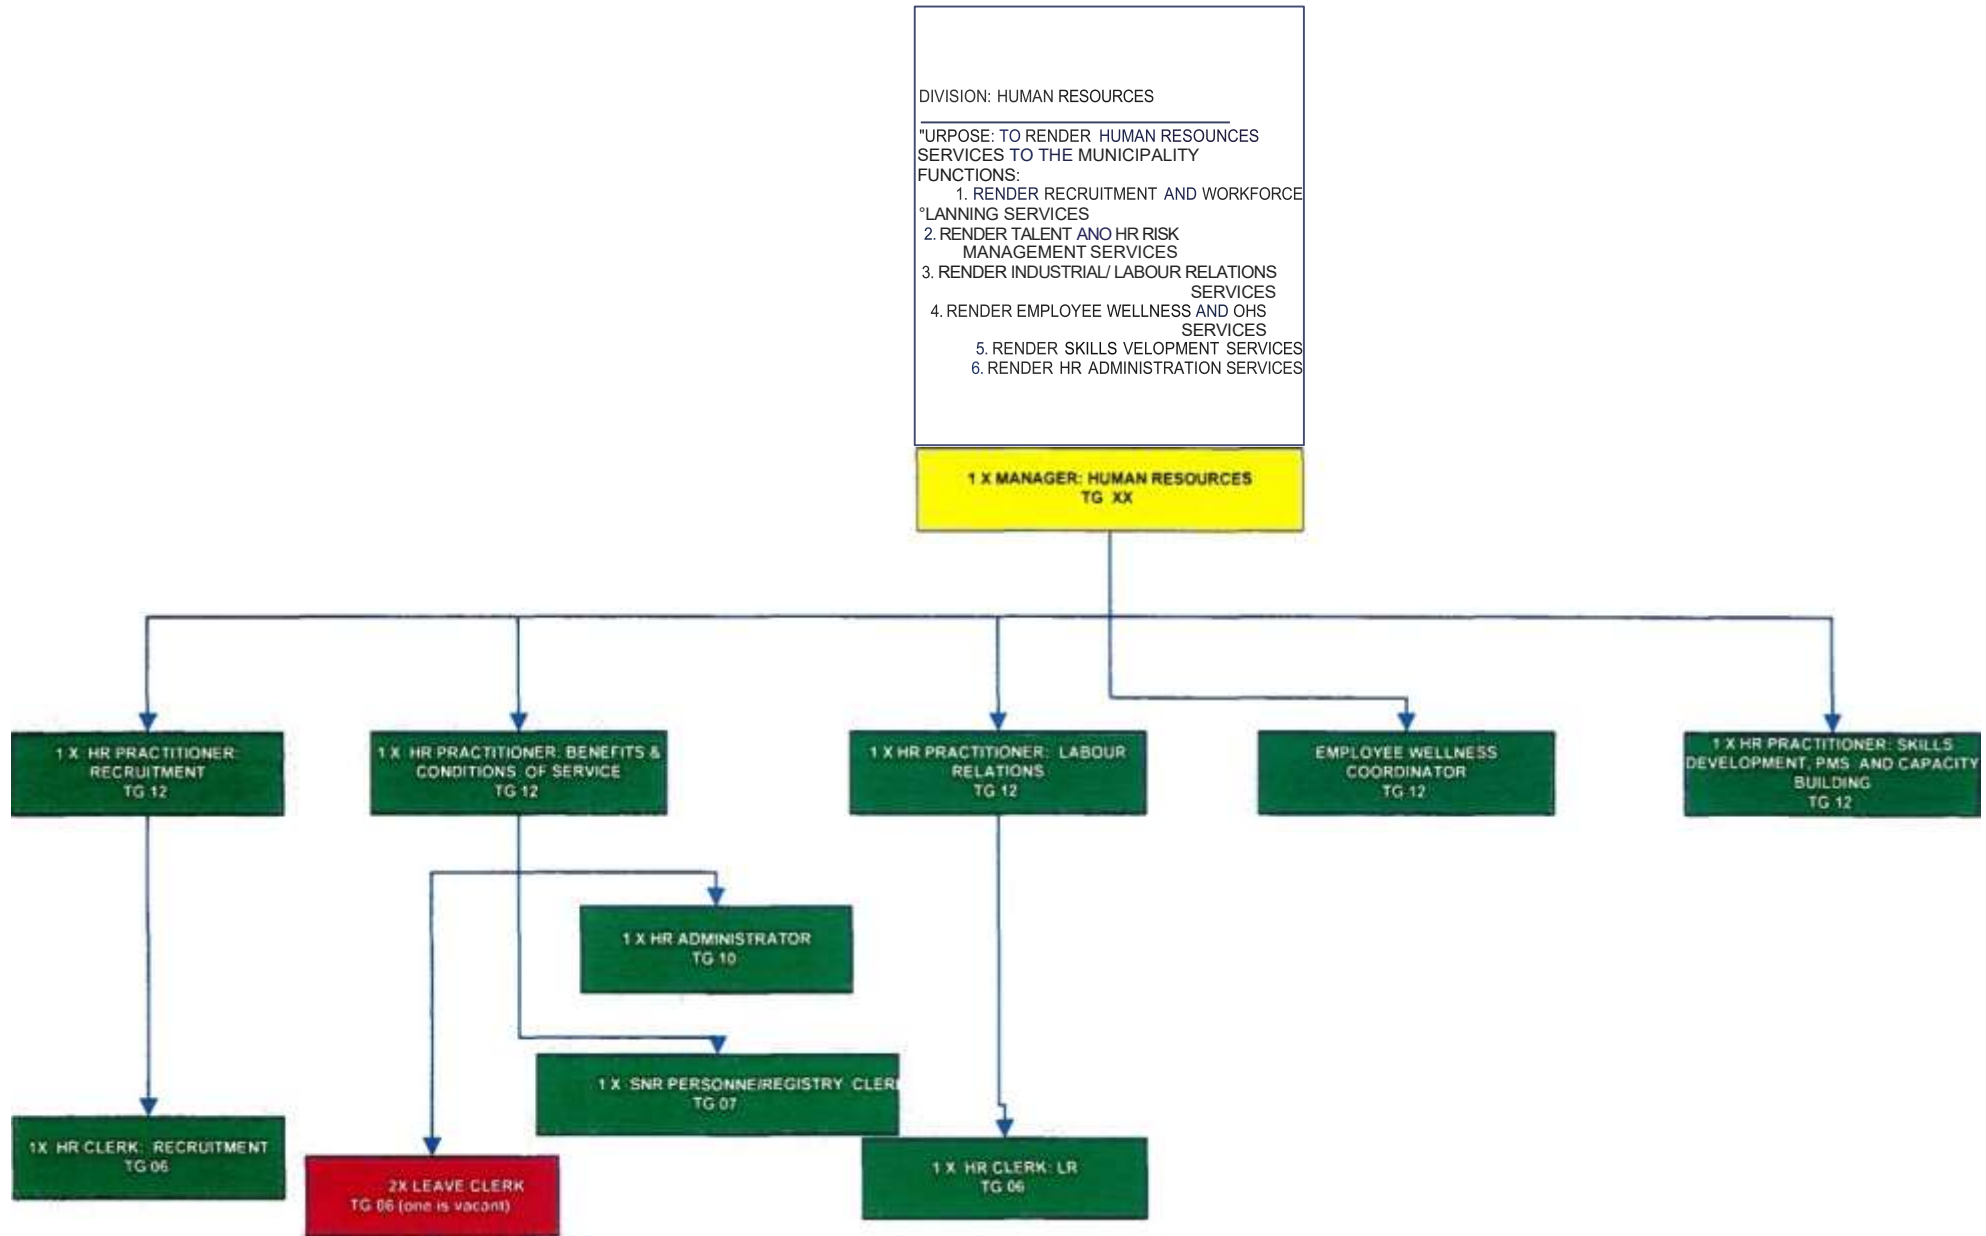 DIVISION: HUMAN RESOURCES
"URPOSE: TO RENDER HUMAN RESOUNCES
SERVICES TO THE MUNICIPALITY
FUNCTIONS:
1. RENDER RECRUITMENT AND WORKFORCE
°LANNING SERVICES
2. RENDER TALENT ANO HR RISK
MANAGEMENT SERVICES
3. RENDER INDUSTRIAL/ LABOUR RELATIONS
SERVICES
4. RENDER EMPLOYEE WELLNESS AND OHS
SERVICES
5. RENDER SKILLS VELOPMENT SERVICES
6. RENDER HR ADMINISTRATION SERVICES
1 X MANAGER: HUMAN RESOURCES
TG XX
1 X HR PRACTITIONER:
RECRUITMENT
TG 12
1 X HR PRACTITIONER: BENEFITS &
CONDITIONS OF SERVICE
TG 12
1 X HR PRACTITIONER: LABOUR
RELATIONS
TG 12
EMPLOYEE WELLNESS
COORDINATOR
TG 12
1 X HR PRACTITIONER: SKILLS
DEVELOPMENT, PMS AND CAPACITY
BUILDING
TG 12
1 X HR ADMINISTRATOR
TG 10
1 X SNR PERSONNE/REGISTRY CLER
TG 07
1X HR CLERK: RECRUITMENT
TG 06
2X LEAVE CLERK
TG 06 (one is vacant)
1 X HR CLERK: LR
TG 06